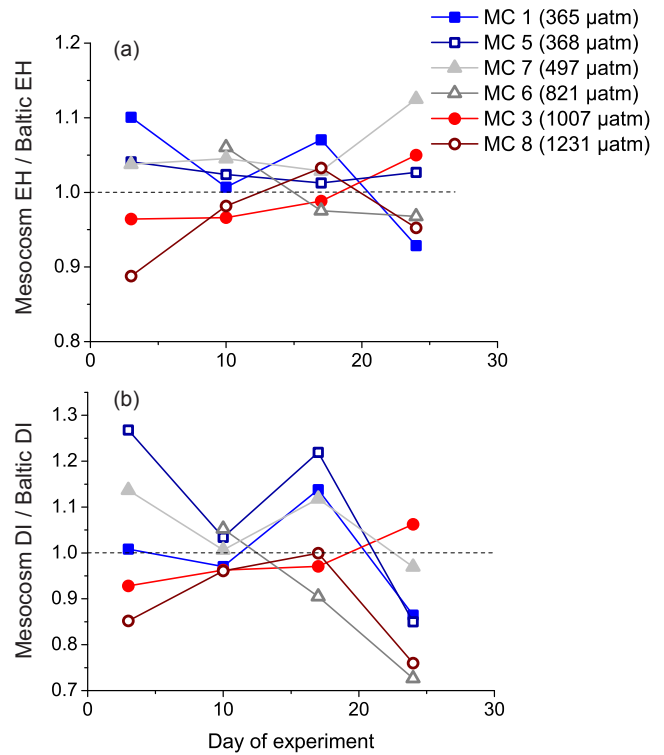 MC 1 (365 µatm)
MC 5 (368 µatm)
MC 7 (497 µatm)
MC 6 (821 µatm)
MC 3 (1007 µatm)
MC 8 (1231 µatm)
(a)
Mesocosm EH / Baltic EH
1.2
1.1
1.0
0.9
0.8
0 10 20 30
(b)
Mesocosm DI / Baltic DI
1.3
1.2
1.1
1.0
0.9
0.8
0.7
0 10 20 30
Day of experiment